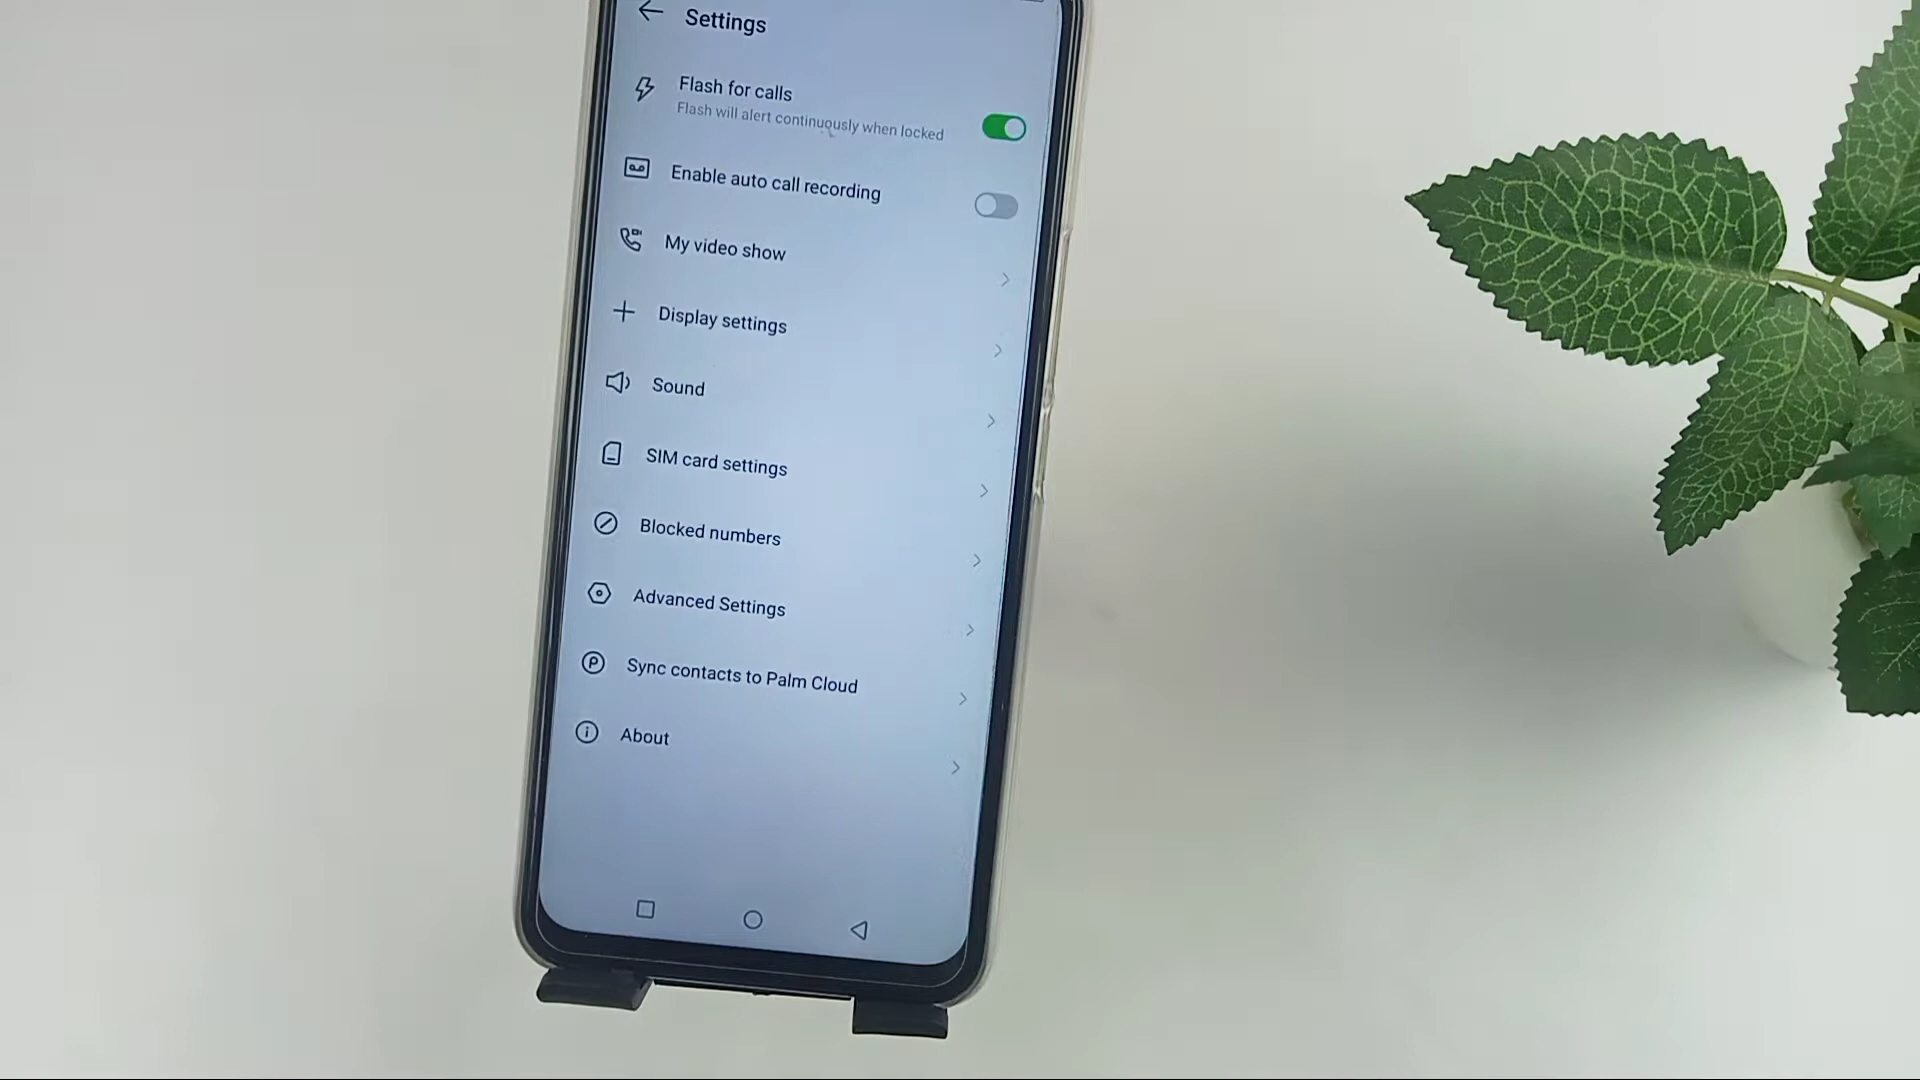 Settings
Flash for calls
Flash will alert continuously when locked
Enable auto call recording
My video show
Display settings
Sound
SIM card settings
Blocked numbers
Advanced Settings
Sync contacts to Palm Cloud
About